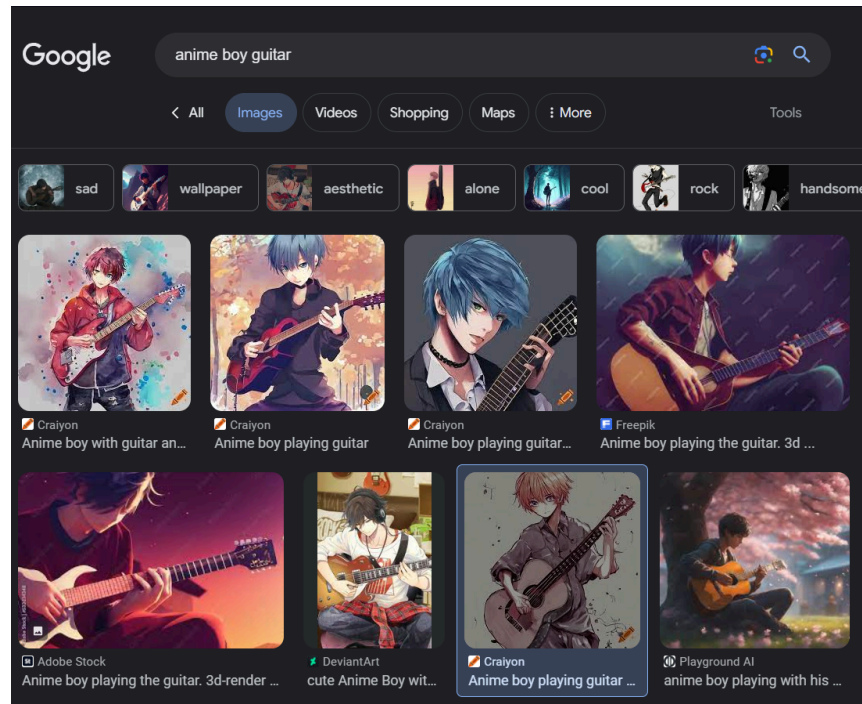 Google
anime boy guitar
All Images Videos Shopping Maps More Tools
sad wallpaper aesthetic alone cool rock handsome
Craiyon Craiyon Craiyon Freepik
Anime boy with guitar an... Anime boy playing guitar Anime boy playing guitar... Anime boy playing the guitar. 3d ...
Adobe Stock DeviantArt Craiyon Playground AI
Anime boy playing the guitar. 3d-render ... cute Anime Boy wit... Anime boy playing guitar ... anime boy playing with his ...